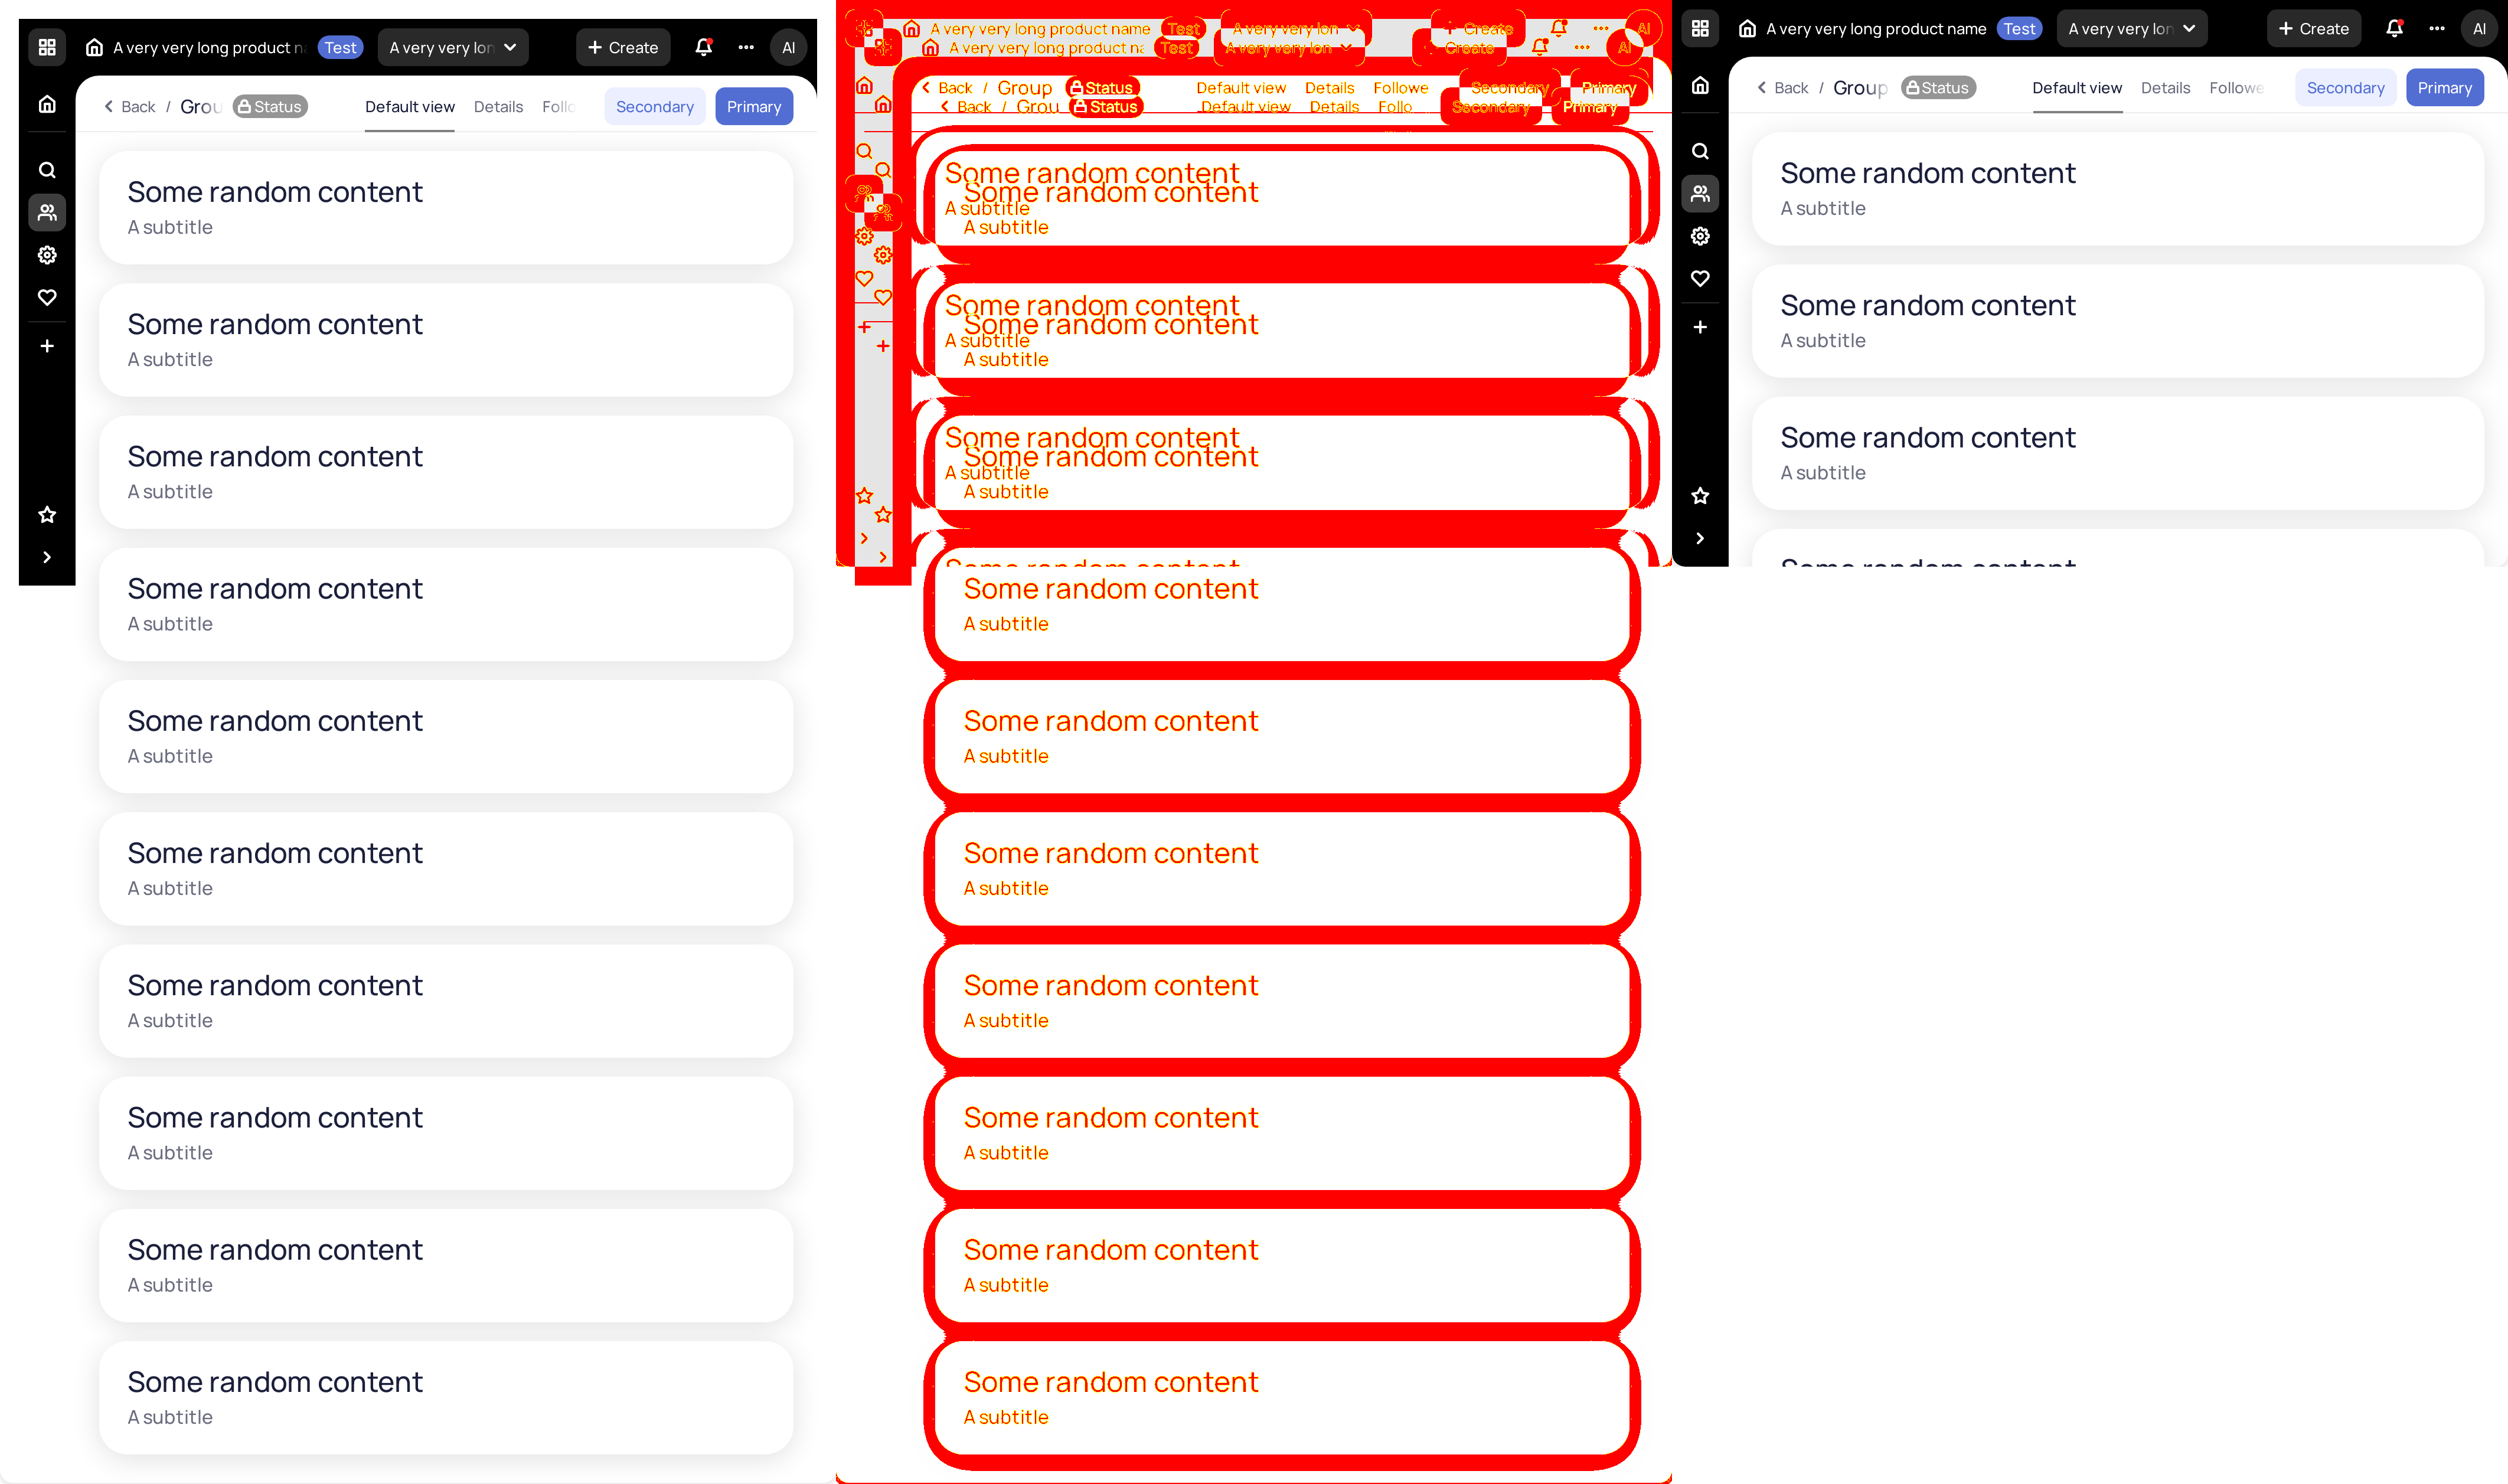 A very very long product n Test A very very lon Create AI
Back / Grou Status Default view Details Follo Secondary Primary
Some random content
A subtitle
Some random content
A subtitle
Some random content
A subtitle
Some random content
A subtitle
Some random content
A subtitle
Some random content
A subtitle
Some random content
A subtitle
Some random content
A subtitle
Some random content
A subtitle
Some random content
A subtitle
A very very long product name Test A very very lon Create AI
A very very long product na Test A very very lon Create AI
Back / Group Status Default view Details Followe Secondary Primary
Back / Grou Status Default view Details Follo Secondary Primary
Some random content
Some random content
A subtitle
A subtitle
Some random content
Some random content
A subtitle
A subtitle
Some random content
Some random content
A subtitle
A subtitle
Some random content
Some random content
A subtitle
Some random content
A subtitle
Some random content
A subtitle
Some random content
A subtitle
Some random content
A subtitle
Some random content
A subtitle
Some random content
A subtitle
A very very long product name Test A very very lon Create AI
Back / Group Status Default view Details Followe Secondary Primary
Some random content
A subtitle
Some random content
A subtitle
Some random content
A subtitle
Some random content